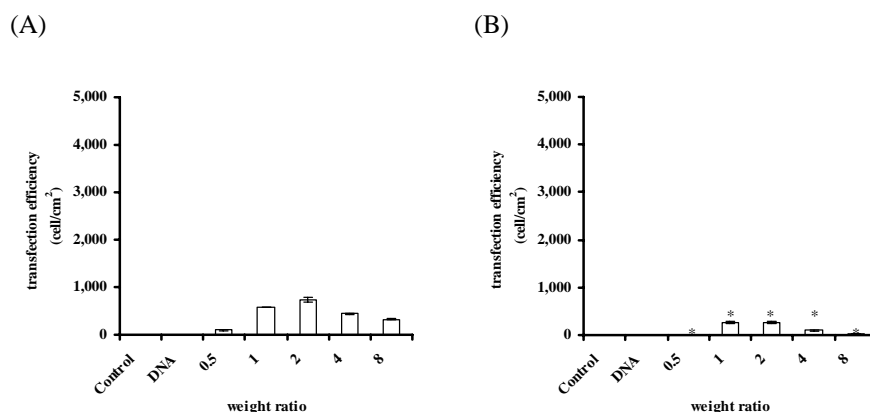 (A)
(B)
5,000
4,000
3,000
2,000
1,000
0
transfection efficiency
(cell/cm²)
Control
DNA
0.5
1
2
4
8
weight ratio
5,000
4,000
3,000
2,000
1,000
0
transfection efficiency
(cell/cm²)
* * * * *
Control
DNA
0.5
1
2
4
8
weight ratio